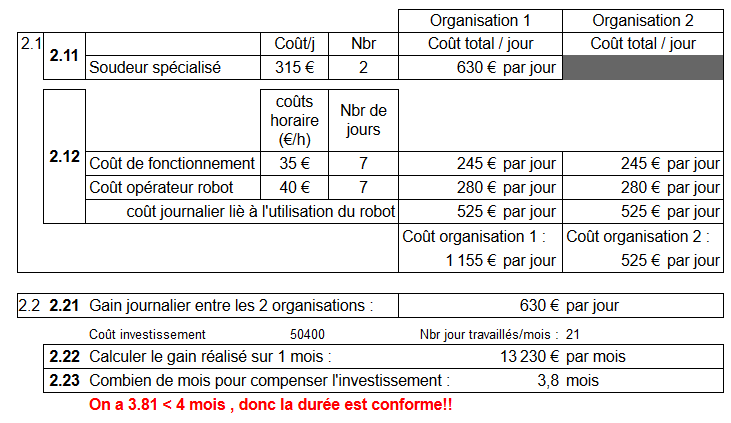 Organisation 1 Organisation 2
2.1 2.11 Coût/j Nbr Coût total / jour Coût total / jour
Soudeur spécialisé 315 € 2 630 € par jour
2.12 coûts horaire (€/h) Nbr de jours
Coût de fonctionnement 35 € 7 245 € par jour 245 € par jour
Coût opérateur robot 40 € 7 280 € par jour 280 € par jour
coût journalier liè à l'utilisation du robot 525 € par jour 525 € par jour
Coût organisation 1 : Coût organisation 2 :
1 155 € par jour 525 € par jour
2.2 2.21 Gain journalier entre les 2 organisations : 630 € par jour
Coût investissement 50400 Nbr jour travaillés/mois : 21
2.22 Calculer le gain réalisé sur 1 mois : 13 230 € par mois
2.23 Combien de mois pour compenser l'investissement : 3,8 mois
On a 3.81 < 4 mois , donc la durée est conforme!!